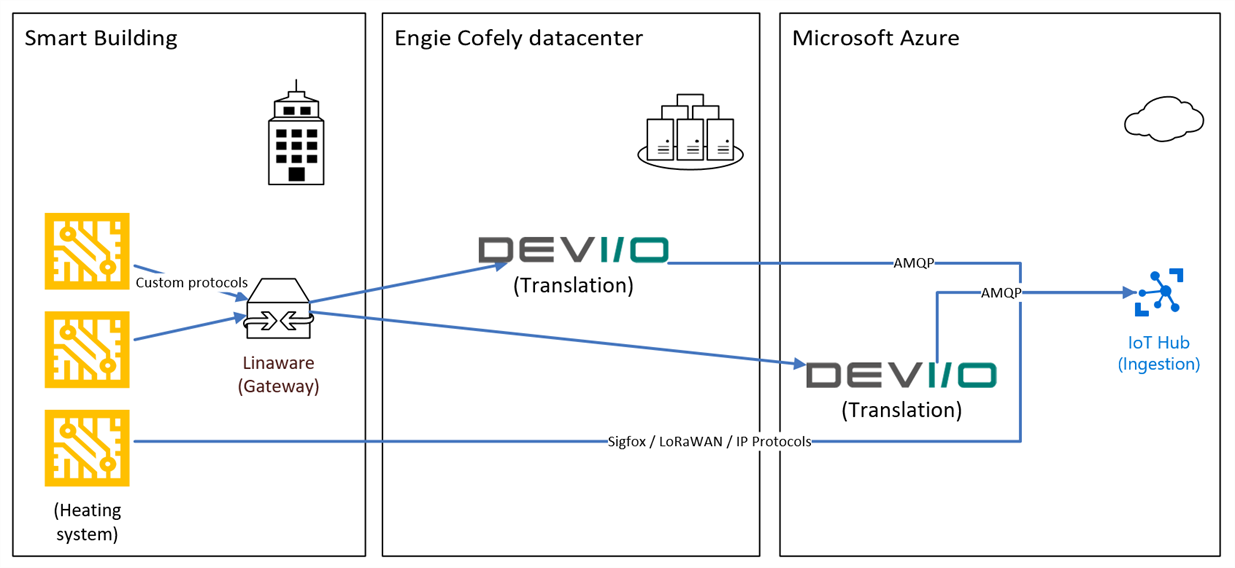 Smart Building
Engie Cofely datacenter
Microsoft Azure
DEVI/O
(Translation)
AMQP
Custom protocols
AMQP
Linaware
(Gateway)
IoT Hub
(Ingestion)
DEVI/O
(Translation)
Sigfox / LoRaWAN / IP Protocols
(Heating
system)